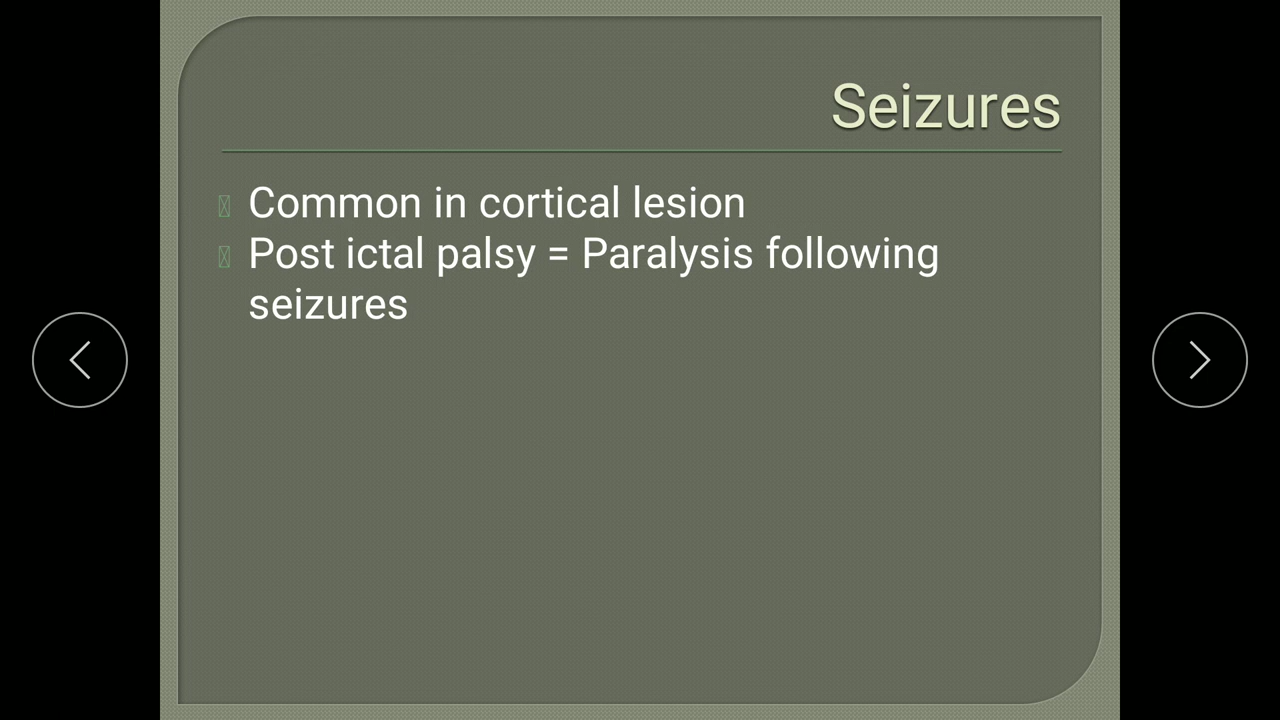 Seizures
Common in cortical lesion
Post ictal palsy = Paralysis following
seizures